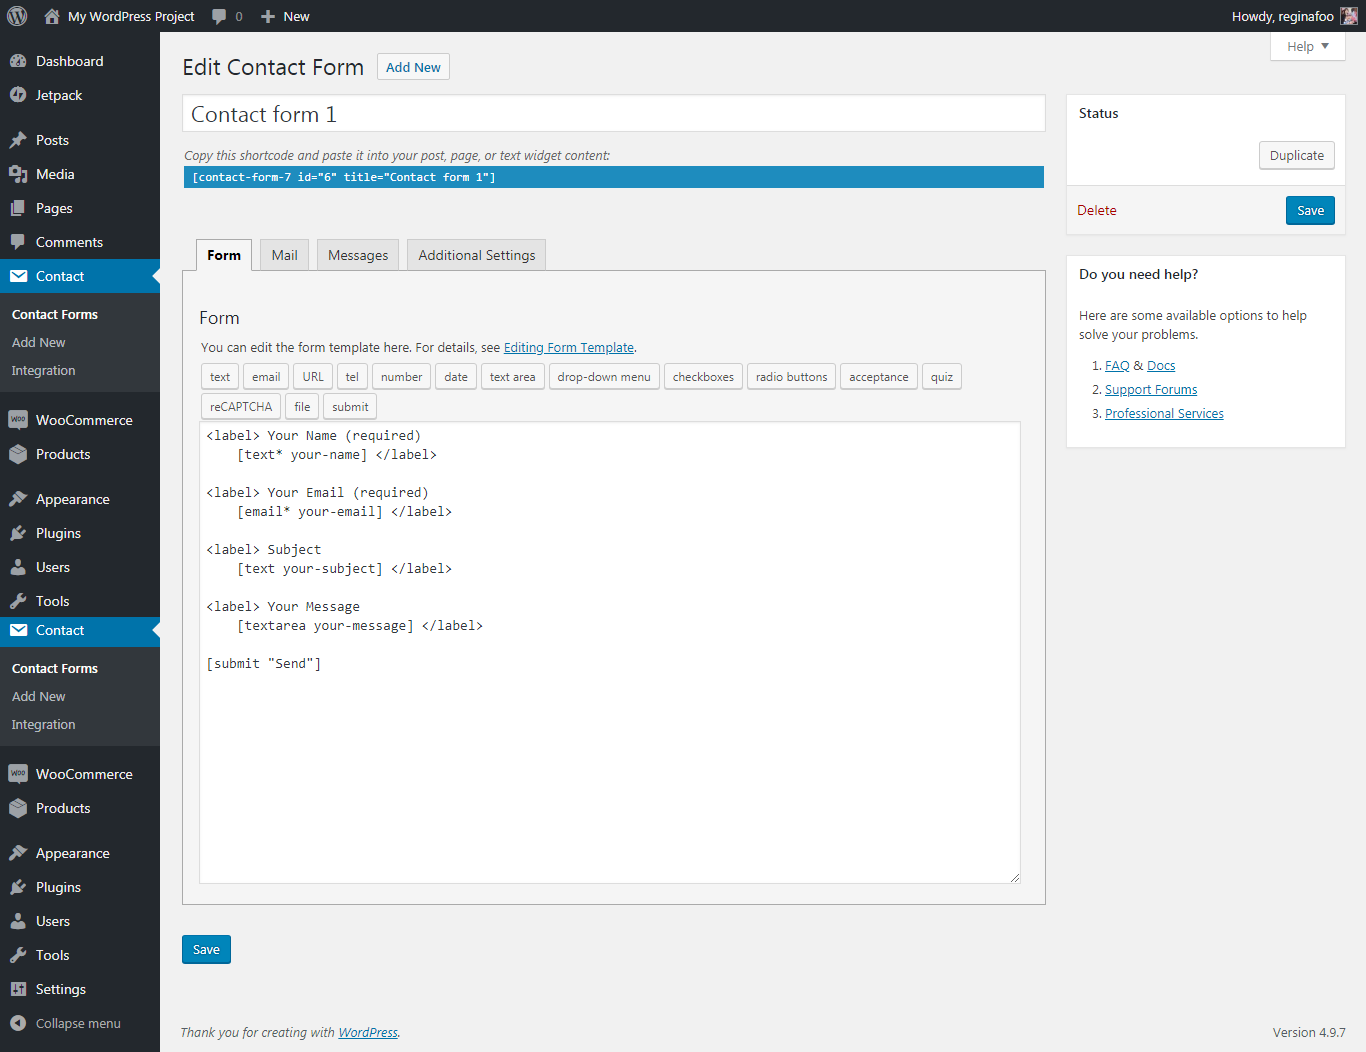 My WordPress Project 0 New
Howdy, reginafoo
Dashboard
Jetpack
Posts
Media
Pages
Comments
Contact
Contact Forms
Add New
Integration
WooCommerce
Products
Appearance
Plugins
Users
Tools
Contact
Contact Forms
Add New
Integration
WooCommerce
Products
Appearance
Plugins
Users
Tools
Settings
Collapse menu
Help
Edit Contact Form Add New
Contact form 1
Copy this shortcode and paste it into your post, page, or text widget content:
[contact-form-7 id="6" title="Contact form 1"]
Form Mail Messages Additional Settings
Form
You can edit the form template here. For details, see Editing Form Template.
text email URL tel number date text area drop-down menu checkboxes radio buttons acceptance quiz
reCAPTCHA file submit
<label> Your Name (required)
[text* your-name] </label>
<label> Your Email (required)
[email* your-email] </label>
<label> Subject
[text your-subject] </label>
<label> Your Message
[textarea your-message] </label>
[submit "Send"]
Save
Status
Duplicate
Delete Save
Do you need help?
Here are some available options to help
solve your problems.
1. FAQ & Docs
2. Support Forums
3. Professional Services
Thank you for creating with WordPress.
Version 4.9.7